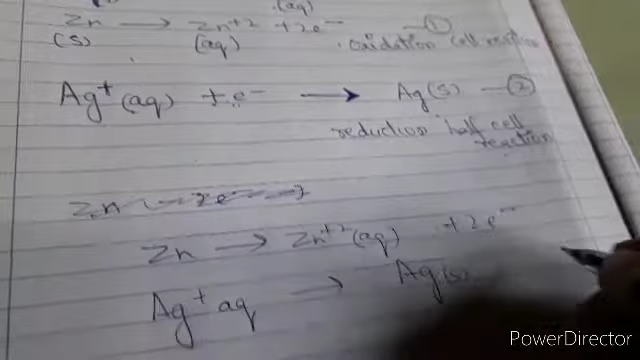 (aq)
Zn → Zn+2 +2e- —①
(s) (aq) oxidation cell reaction
Ag+ (aq) + e- → Ag(s) —②
reduction half cell
reaction
Zn → Zn+2 (aq) +2e-
Ag+ aq → Ag(s)
PowerDirector